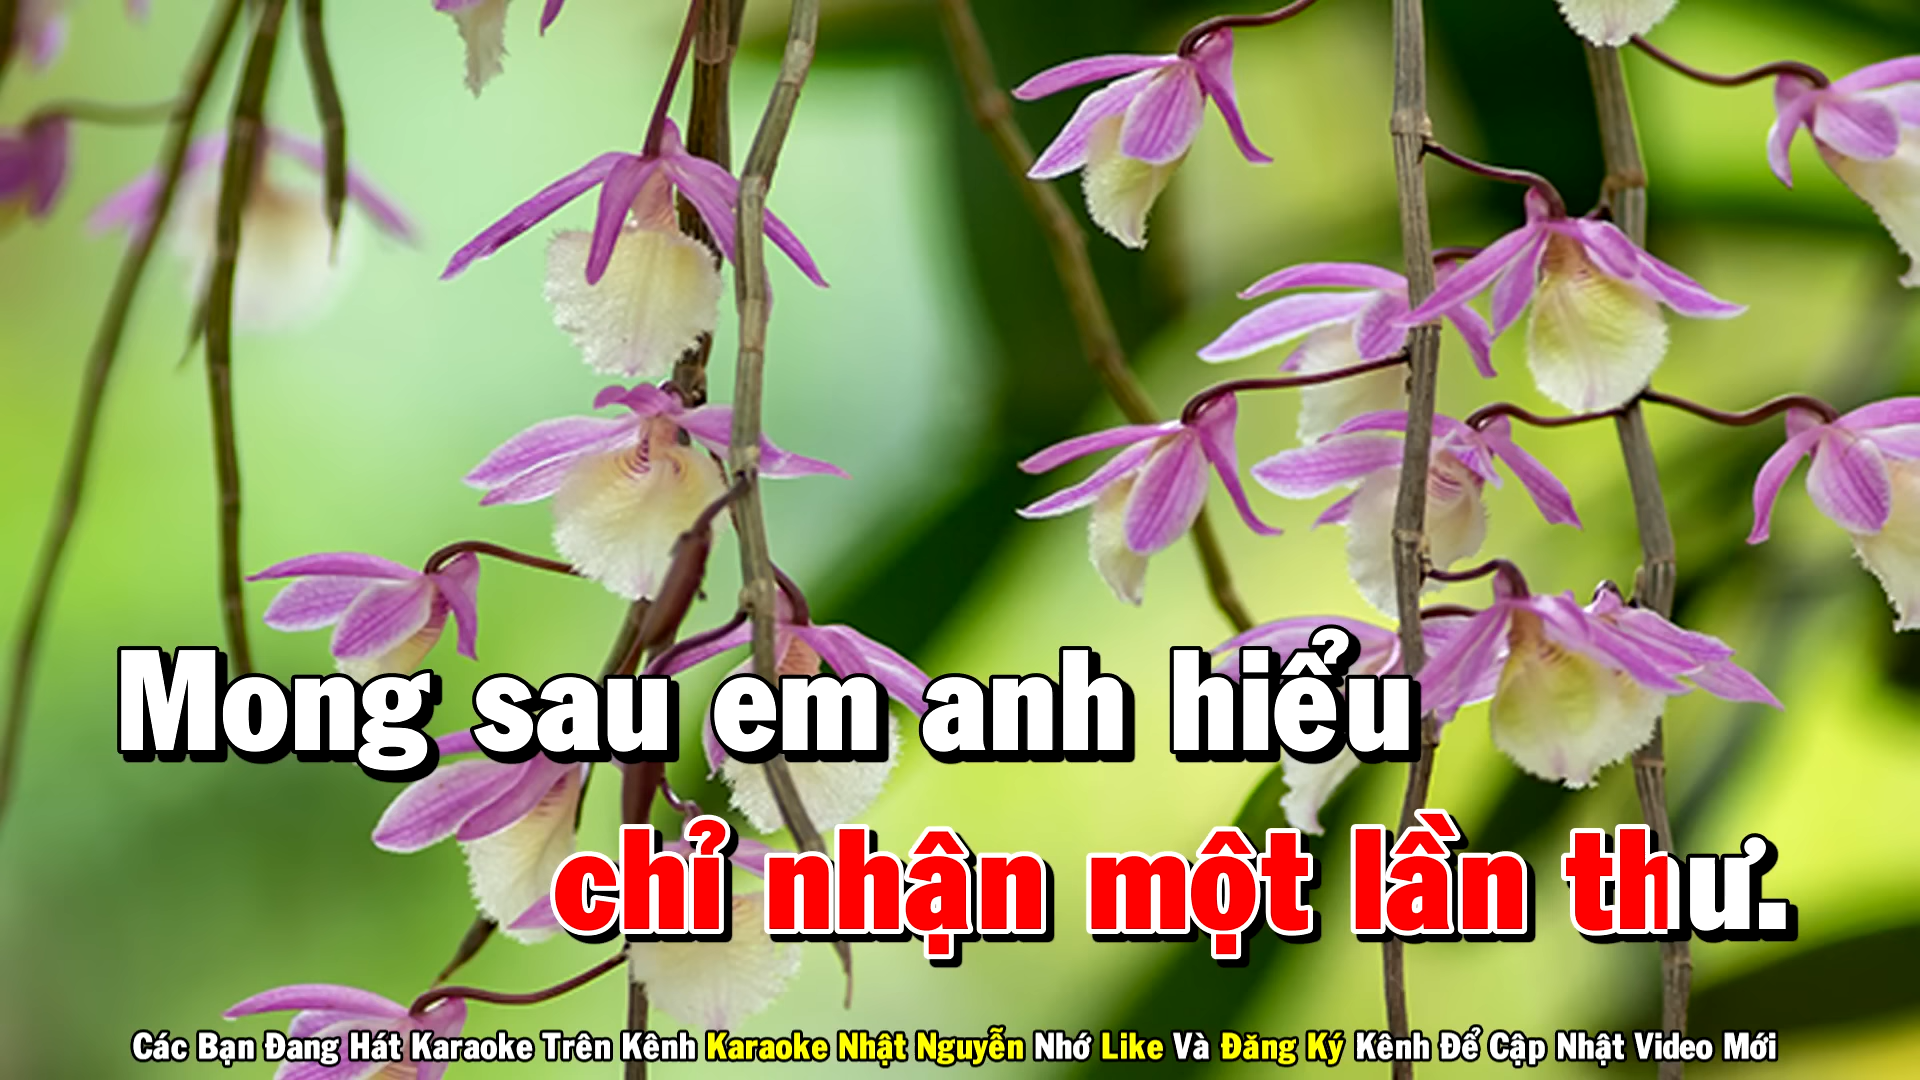 Mong sau em anh hiểu
chỉ nhận một lần thư.
Các Bạn Đang Hát Karaoke Trên Kênh Karaoke Nhật Nguyễn Nhớ Like Và Đăng Ký Kênh Để Cập Nhật Video Mới